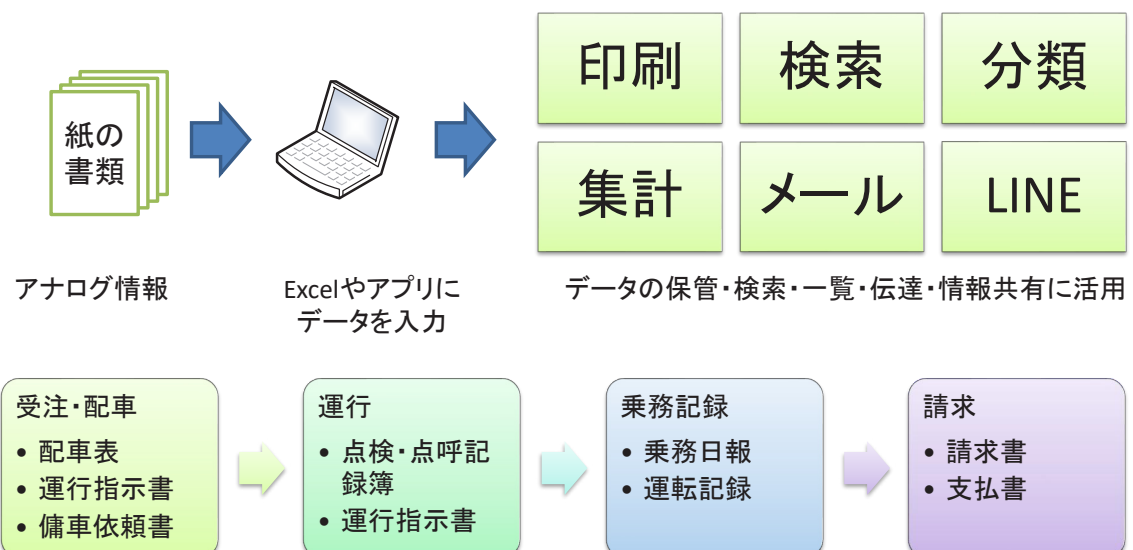 紙の
書類
印刷
検索
分類
集計
メール
LINE
アナログ情報
Excelやアプリに
データを入力
データの保管・検索・一覧・伝達・情報共有に活用
受注・配車
• 配車表
• 運行指示書
• 傭車依頼書
運行
• 点検・点呼記
録簿
• 運行指示書
乗務記録
• 乗務日報
• 運転記録
請求
• 請求書
• 支払書